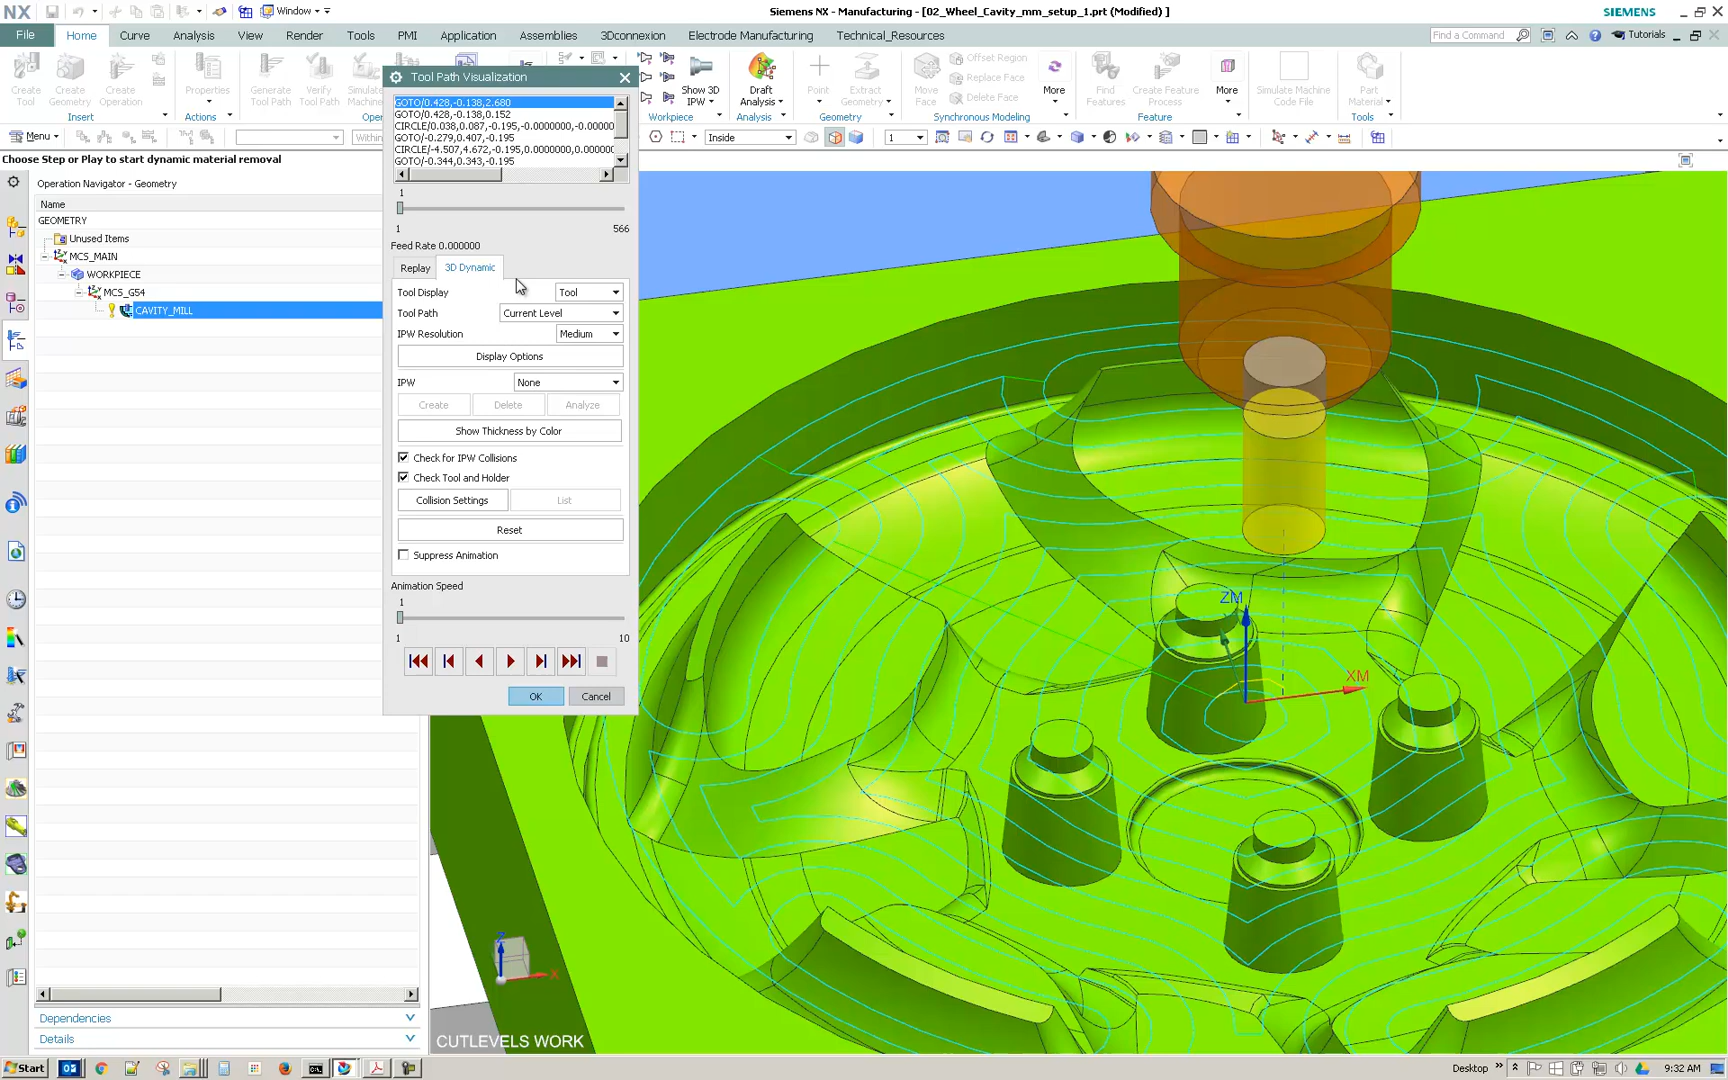 NX
Window
Siemens NX - Manufacturing - [02_Wheel_Cavity_mm_setup_1.prt (Modified) ]
SIEMENS
File
Home
Curve
Analysis
View
Render
Tools
PMI
Application
Assemblies
3Dconnexion
Electrode Manufacturing
Technical_Resources
Find a Command
Tutorials
Create Tool
Create Geometry
Create Operation
Insert
Properties
Actions
Generate Tool Path
Verify Tool Path
Show 3D IPW
Workpiece
Draft Analysis
Analysis
Point
Extract Geometry
Geometry
Move Face
Offset Region
Replace Face
Delete Face
More
Synchronous Modeling
Find Features
Create Features
More
Feature
Simulate Machine Code File
Part Material
Tools
Menu
Inside
1
Choose Step or Play to start dynamic material removal
Operation Navigator - Geometry
Name
GEOMETRY
Unused Items
MCS_MAIN
WORKPIECE
MCS_G54
CAVITY_MILL
Dependencies
Details
Tool Path Visualization
GOTO/0.428,-0.138,2.680
GOTO/0.428,-0.138,0.152
CIRCLE/0.038,0.087,-0.195,-0.0000000,-0.00000
GOTO/-0.279,0.407,-0.195
CIRCLE/-4.507,4.672,-0.195,0.0000000,0.000000
GOTO/-0.344,0.343,-0.195
1
1 566
Feed Rate 0.000000
Replay
3D Dynamic
Tool Display Tool
Tool Path Current Level
IPW Resolution Medium
Display Options
IPW None
Create Delete Analyze
Show Thickness by Color
Check for IPW Collisions
Check Tool and Holder
Collision Settings List
Reset
Suppress Animation
Animation Speed
1
1 10
OK Cancel
ZM
XM
Z
X
CUTLEVELS WORK
Start
Desktop
9:32 AM